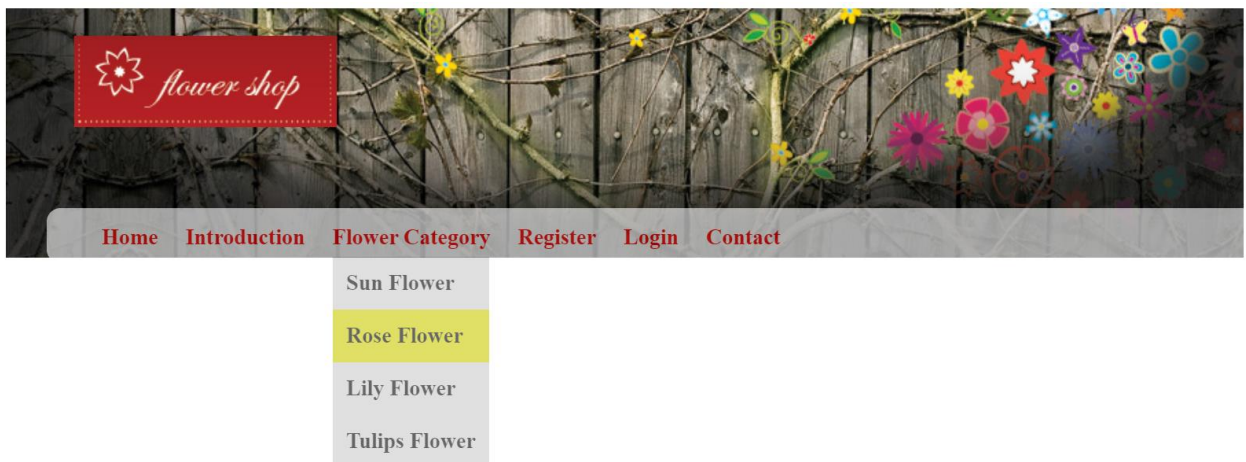 flower shop
Home Introduction Flower Category Register Login Contact
Sun Flower
Rose Flower
Lily Flower
Tulips Flower